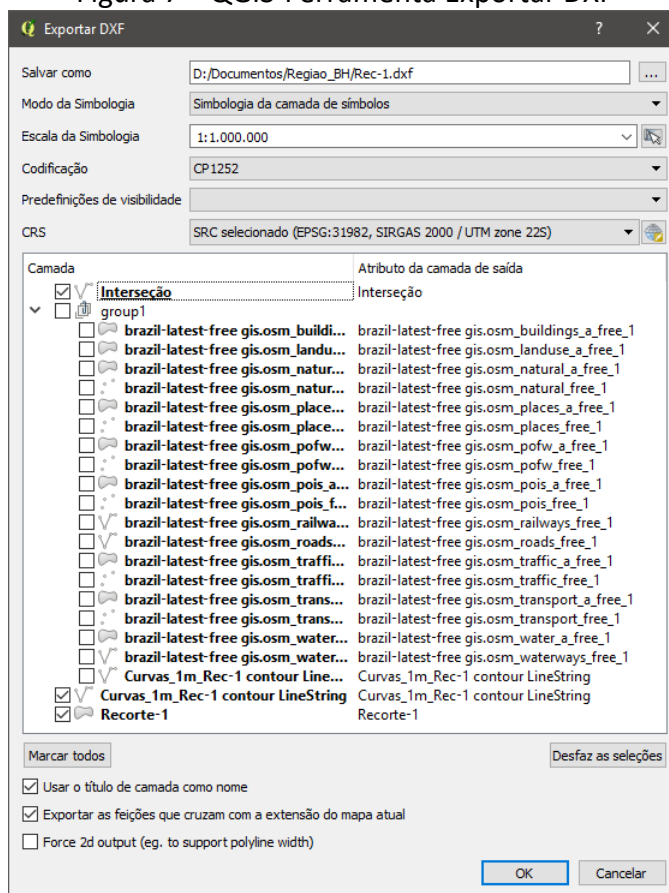 Figura 7 – QGIS Ferramenta Exportar DXF
Exportar DXF ? ×
Salvar como D:/Documentos/Regiao_BH/Rec-1.dxf ...
Modo da Simbologia Simbologia da camada de símbolos
Escala da Simbologia 1:1.000.000
Codificação CP1252
Predefinições de visibilidade
CRS SRC selecionado (EPSG:31982, SIRGAS 2000 / UTM zone 22S)
Camada Atributo da camada de saída
Interseção Interseção
group1
brazil-latest-free gis.osm_buildi... brazil-latest-free gis.osm_buildings_a_free_1
brazil-latest-free gis.osm_landu... brazil-latest-free gis.osm_landuse_a_free_1
brazil-latest-free gis.osm_natur... brazil-latest-free gis.osm_natural_a_free_1
brazil-latest-free gis.osm_natur... brazil-latest-free gis.osm_natural_free_1
brazil-latest-free gis.osm_place... brazil-latest-free gis.osm_places_a_free_1
brazil-latest-free gis.osm_place... brazil-latest-free gis.osm_places_free_1
brazil-latest-free gis.osm_pofw... brazil-latest-free gis.osm_pofw_a_free_1
brazil-latest-free gis.osm_pofw... brazil-latest-free gis.osm_pofw_free_1
brazil-latest-free gis.osm_pois_a... brazil-latest-free gis.osm_pois_a_free_1
brazil-latest-free gis.osm_pois_f... brazil-latest-free gis.osm_pois_free_1
brazil-latest-free gis.osm_railwa... brazil-latest-free gis.osm_railways_free_1
brazil-latest-free gis.osm_roads... brazil-latest-free gis.osm_roads_free_1
brazil-latest-free gis.osm_traffi... brazil-latest-free gis.osm_traffic_a_free_1
brazil-latest-free gis.osm_traffi... brazil-latest-free gis.osm_traffic_free_1
brazil-latest-free gis.osm_trans... brazil-latest-free gis.osm_transport_a_free_1
brazil-latest-free gis.osm_trans... brazil-latest-free gis.osm_transport_free_1
brazil-latest-free gis.osm_water... brazil-latest-free gis.osm_water_a_free_1
brazil-latest-free gis.osm_water... brazil-latest-free gis.osm_waterways_free_1
Curvas_1m_Rec-1 contour Line... Curvas_1m_Rec-1 contour LineString
Curvas_1m_Rec-1 contour LineString Curvas_1m_Rec-1 contour LineString
Recorte-1 Recorte-1
Marcar todos Desfaz as seleções
Usar o título de camada como nome
Exportar as feições que cruzam com a extensão do mapa atual
Force 2d output (eg. to support polyline width)
OK Cancelar